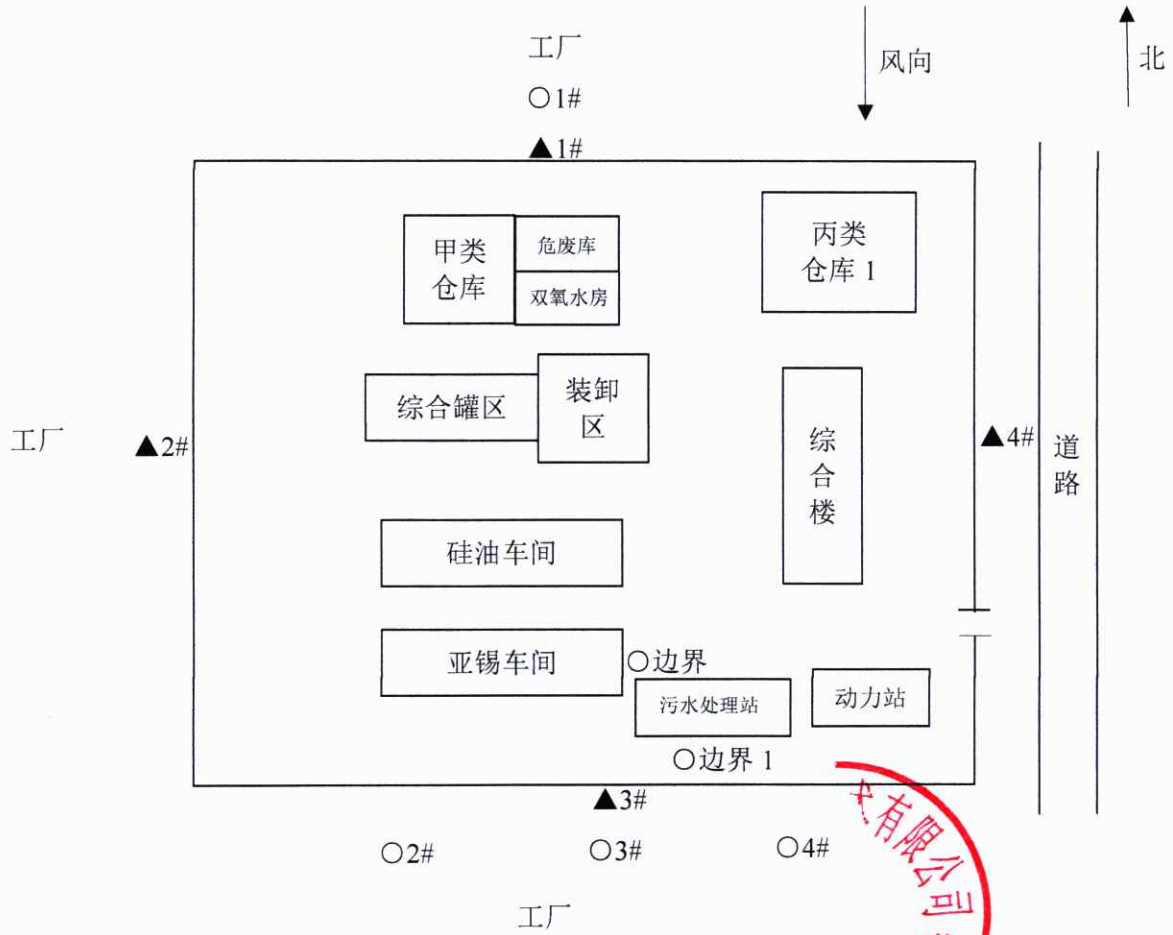 工厂
风向
北
○1#
▲1#
甲类
仓库
危废库
双氧水房
丙类
仓库 1
综合罐区
装卸
区
综
合
楼
工厂
▲2#
▲4#
道
路
硅油车间
亚锡车间
○边界
污水处理站
动力站
○边界 1
▲3#
○2#
○3#
○4#
工厂
有限公司